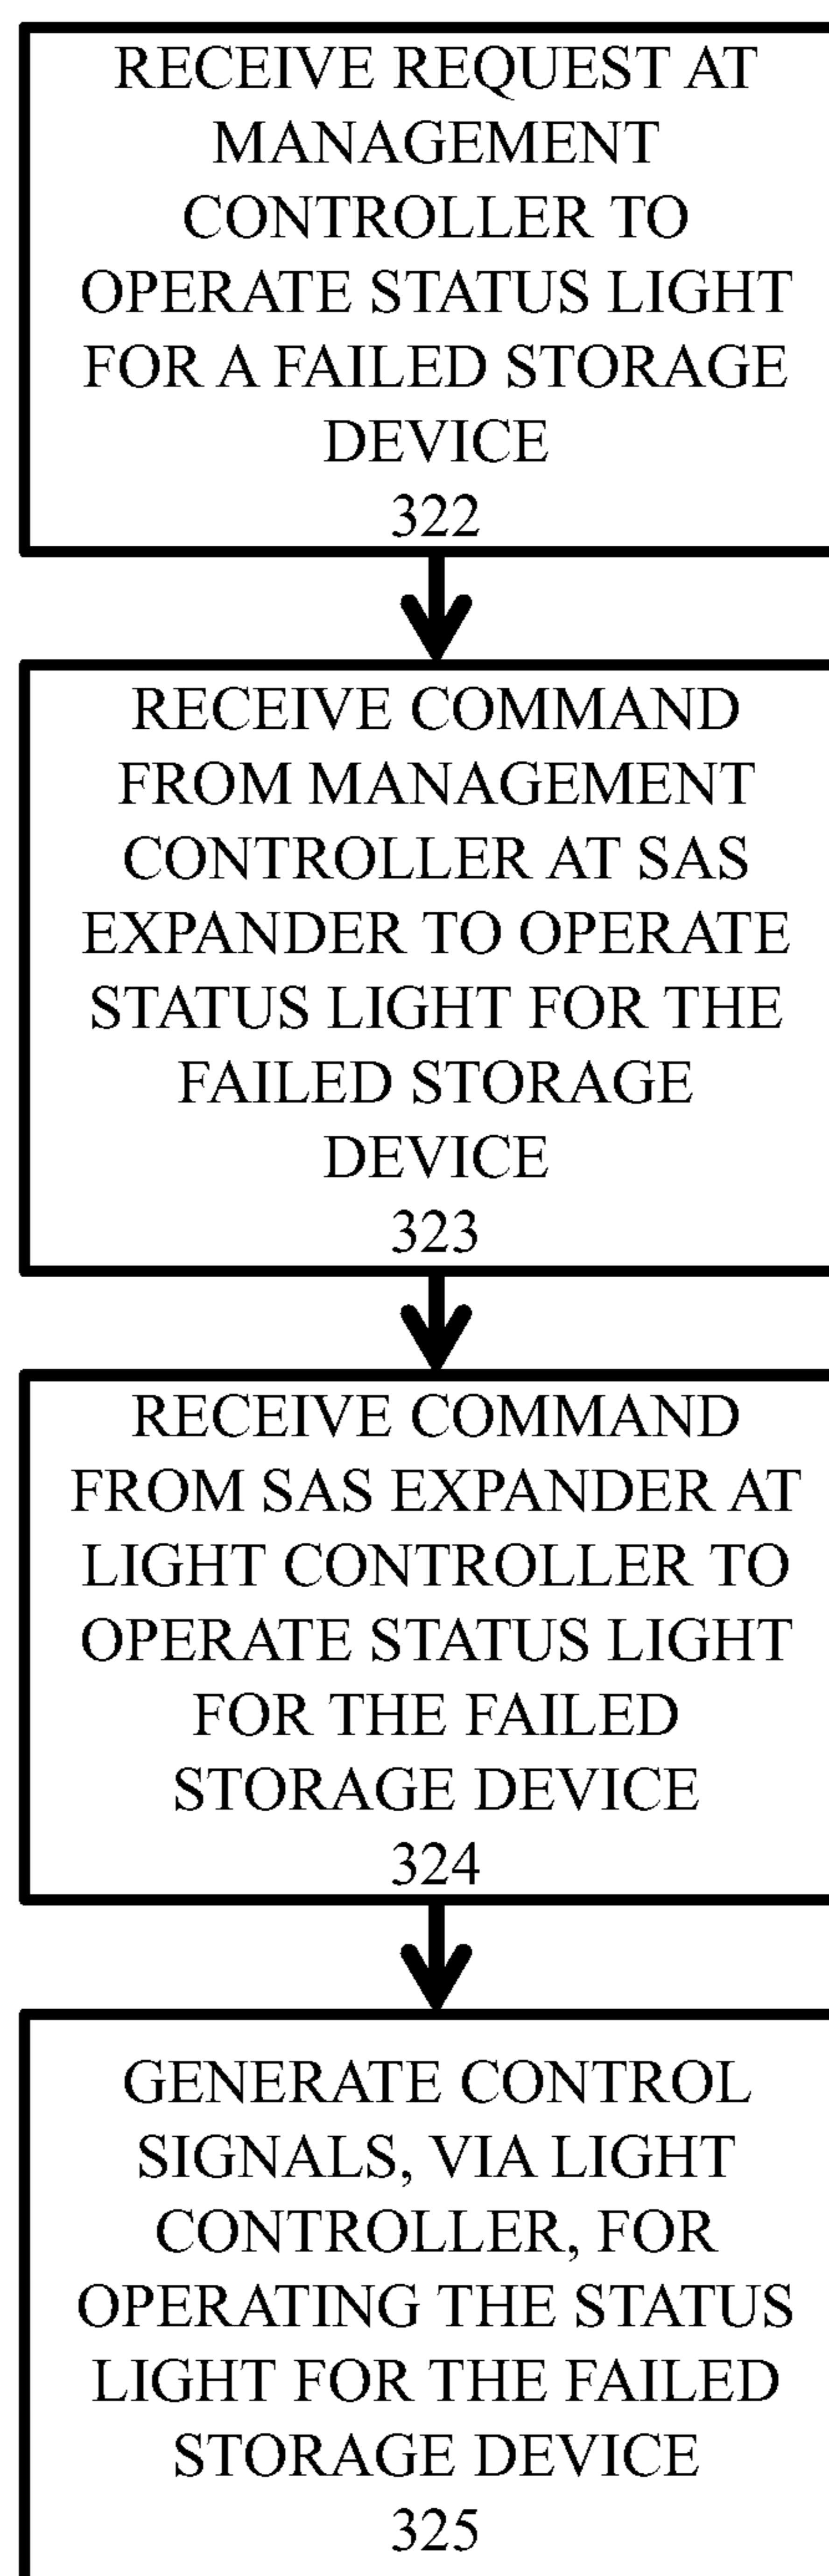 RECEIVE REQUEST AT
MANAGEMENT
CONTROLLER TO
OPERATE STATUS LIGHT
FOR A FAILED STORAGE
DEVICE
322
RECEIVE COMMAND
FROM MANAGEMENT
CONTROLLER AT SAS
EXPANDER TO OPERATE
STATUS LIGHT FOR THE
FAILED STORAGE
DEVICE
323
RECEIVE COMMAND
FROM SAS EXPANDER AT
LIGHT CONTROLLER TO
OPERATE STATUS LIGHT
FOR THE FAILED
STORAGE DEVICE
324
GENERATE CONTROL
SIGNALS, VIA LIGHT
CONTROLLER, FOR
OPERATING THE STATUS
LIGHT FOR THE FAILED
STORAGE DEVICE
325